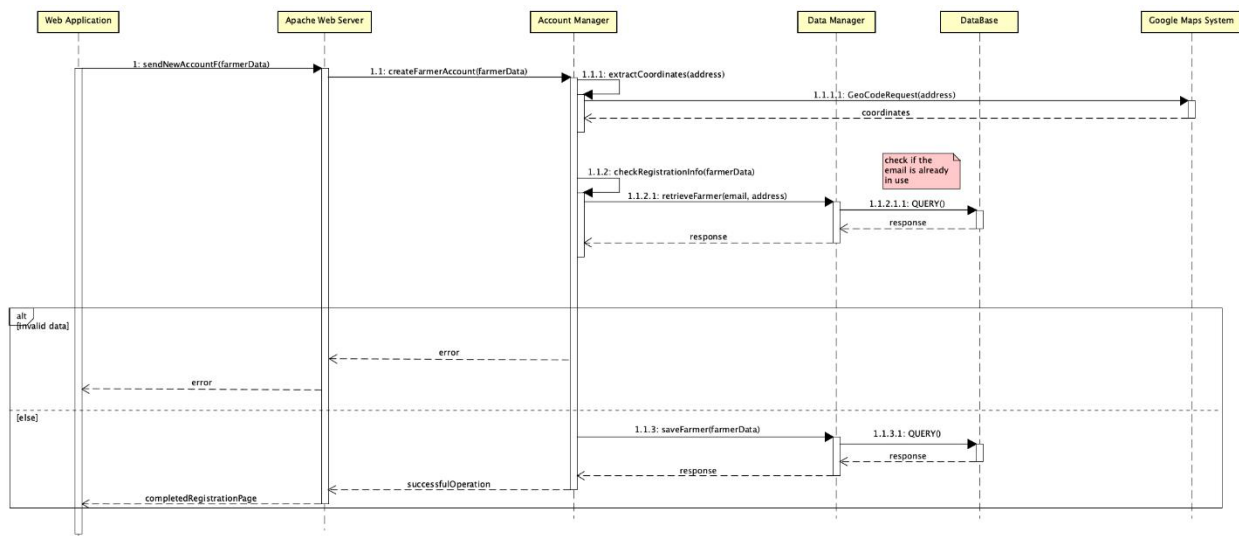 Web Application
Apache Web Server
Account Manager
Data Manager
DataBase
Google Maps System
1: sendNewAccountF(farmerData)
1.1: createFarmerAccount(farmerData)
1.1.1: extractCoordinates(address)
1.1.1.1: GeoCodeRequest(address)
coordinates
check if the
email is already
in use
1.1.2: checkRegistrationInfo(farmerData)
1.1.2.1: retrieveFarmer(email, address)
1.1.2.1.1: QUERY()
response
response
alt
[invalid data]
error
error
[else]
1.1.3: saveFarmer(farmerData)
1.1.3.1: QUERY()
response
response
successfulOperation
completedRegistrationPage